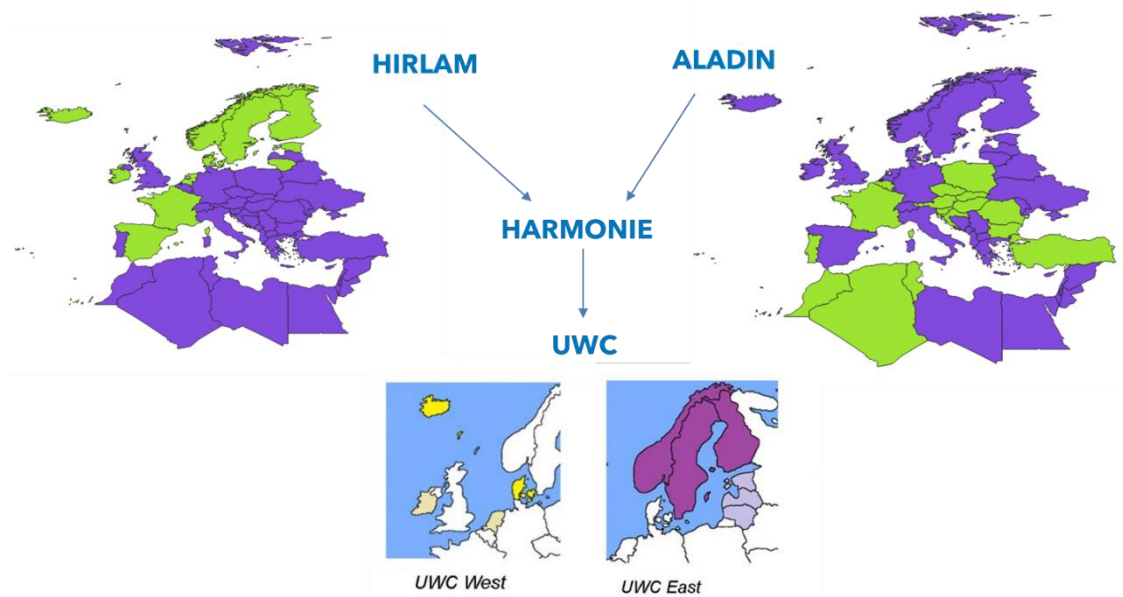 HIRLAM
ALADIN
HARMONIE
UWC
UWC West
UWC East